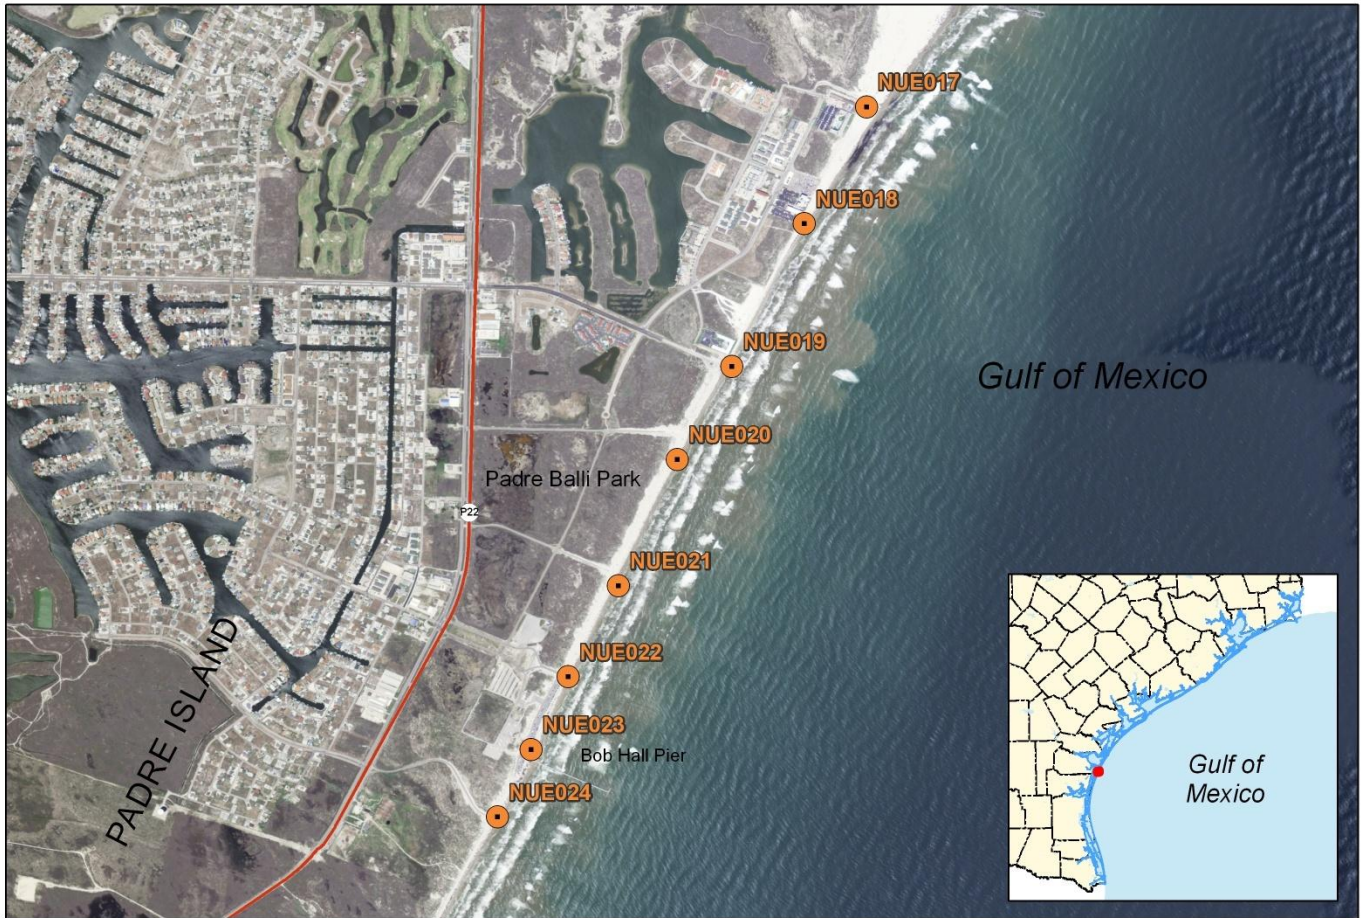 NUE017
NUE018
NUE019
Gulf of Mexico
NUE020
Padre Balli Park
P22
NUE021
NUE022
PADRE ISLAND
NUE023
Bob Hall Pier
NUE024
Gulf of
Mexico